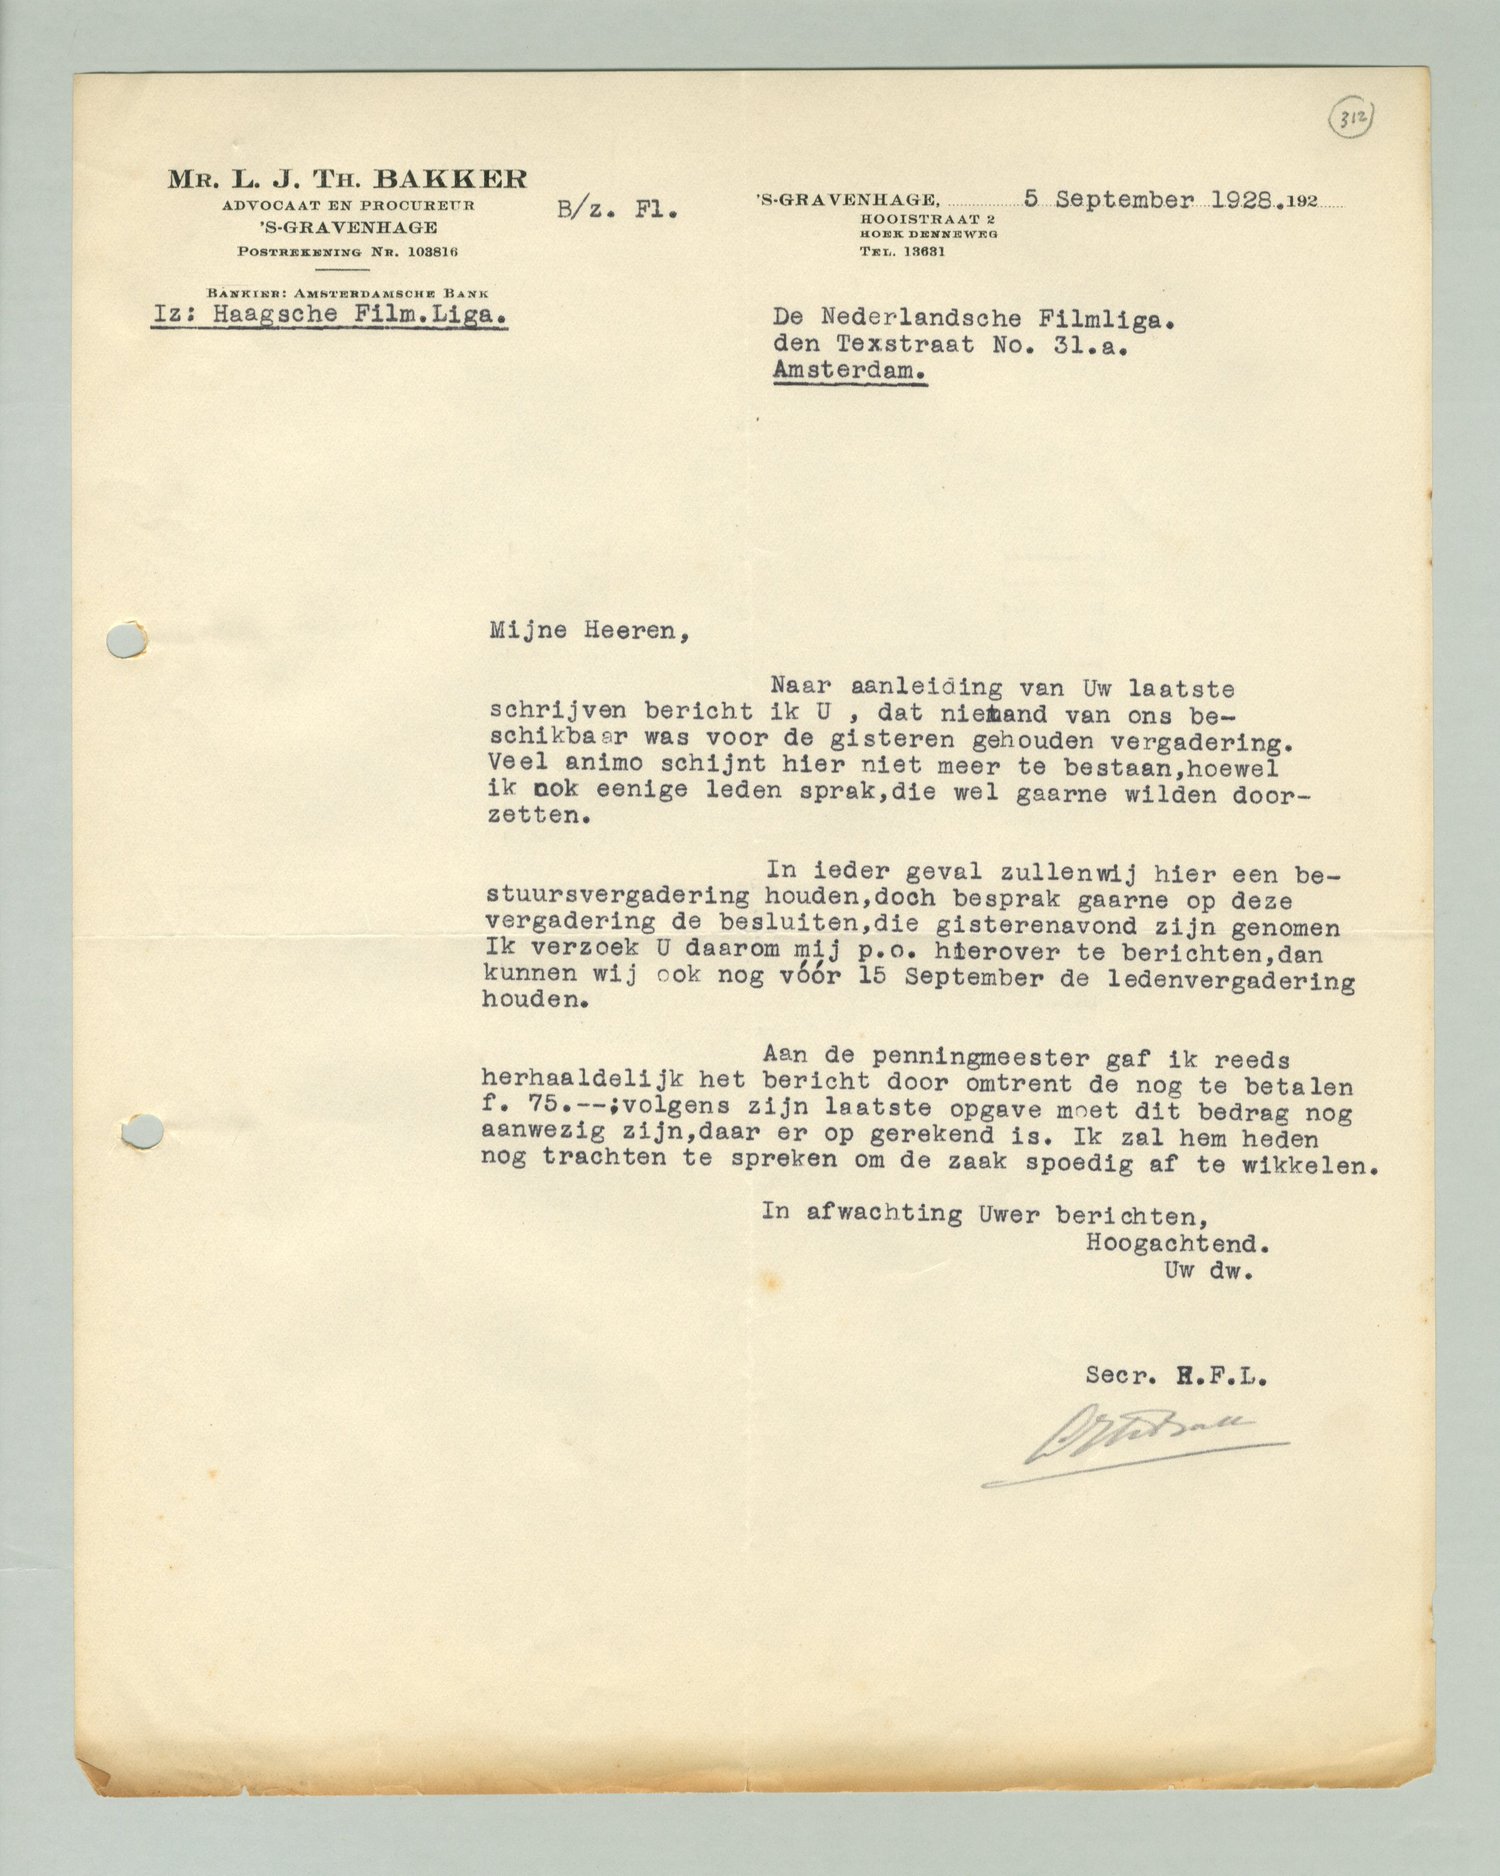 312
MR. L. J. TH. BAKKER
ADVOCAAT EN PROCUREUR
'S-GRAVENHAGE
POSTREKENING NR. 103816
BANKIER: AMSTERDAMSCHE BANK
Iz: Haagsche Film.Liga.
B/z. Fl.
'S-GRAVENHAGE, 5 September 1928.192
HOOISTRAAT 2
HOEK DENNEWEG
TEL. 13631
De Nederlandsche Filmliga.
den Texstraat No. 31.a.
Amsterdam.
Mijne Heeren,
Naar aanleiding van Uw laatste
schrijven bericht ik U , dat niemand van ons be-
schikbaar was voor de gisteren gehouden vergadering.
Veel animo schijnt hier niet meer te bestaan,hoewel
ik ook eenige leden sprak,die wel gaarne wilden door-
zetten.
In ieder geval zullenwij hier een be-
stuursvergadering houden,doch besprak gaarne op deze
vergadering de besluiten,die gisterenavond zijn genomen
Ik verzoek U daarom mij p.o. hierover te berichten,dan
kunnen wij ook nog vóór 15 September de ledenvergadering
houden.
Aan de penningmeester gaf ik reeds
herhaaldelijk het bericht door omtrent de nog te betalen
f. 75.--;volgens zijn laatste opgave moet dit bedrag nog
aanwezig zijn,daar er op gerekend is. Ik zal hem heden
nog trachten te spreken om de zaak spoedig af te wikkelen.
In afwachting Uwer berichten,
Hoogachtend.
Uw dw.
Secr. H.F.L.